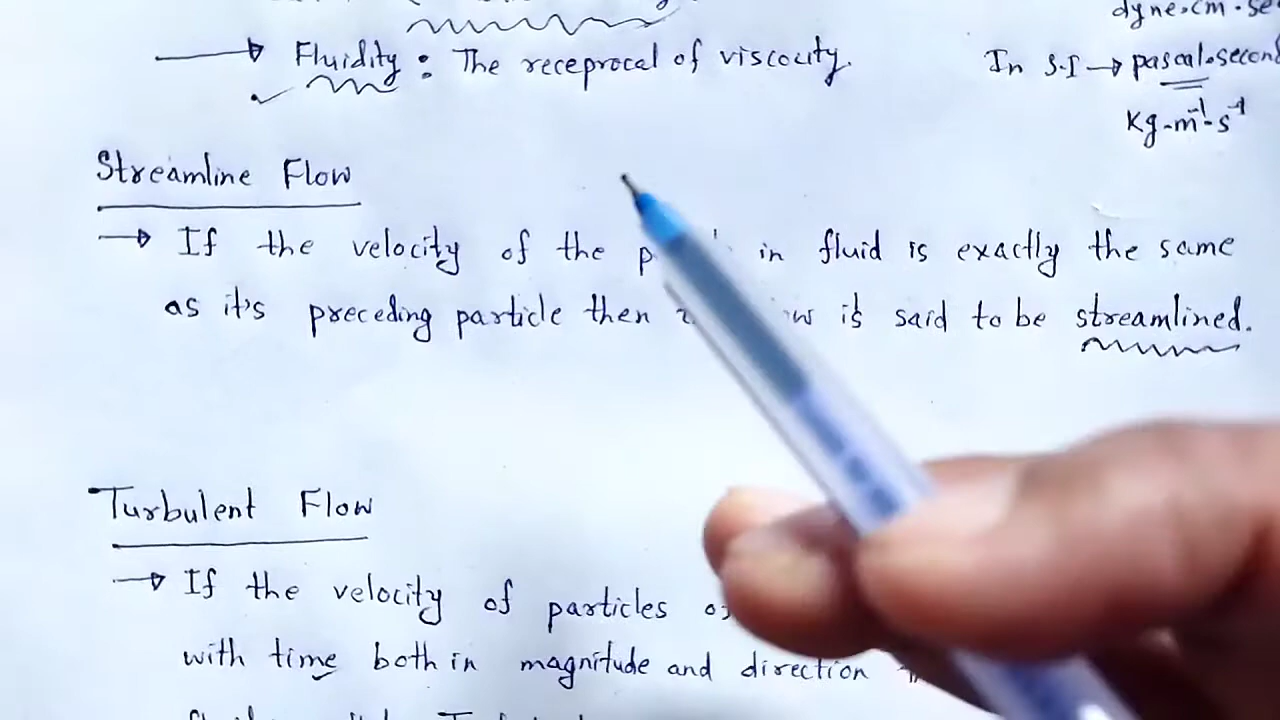 dyne.cm.se
Fluidity : The receprocal of viscocity.
In S.I → pascal.second
Kg-m⁻¹-s⁻¹
Streamline Flow
→ If the velocity of the in fluid is exactly the same
as it's preceding particle then is said to be streamlined.
Turbulent Flow
→ If the velocity of particles
with time both in magnitude and direction